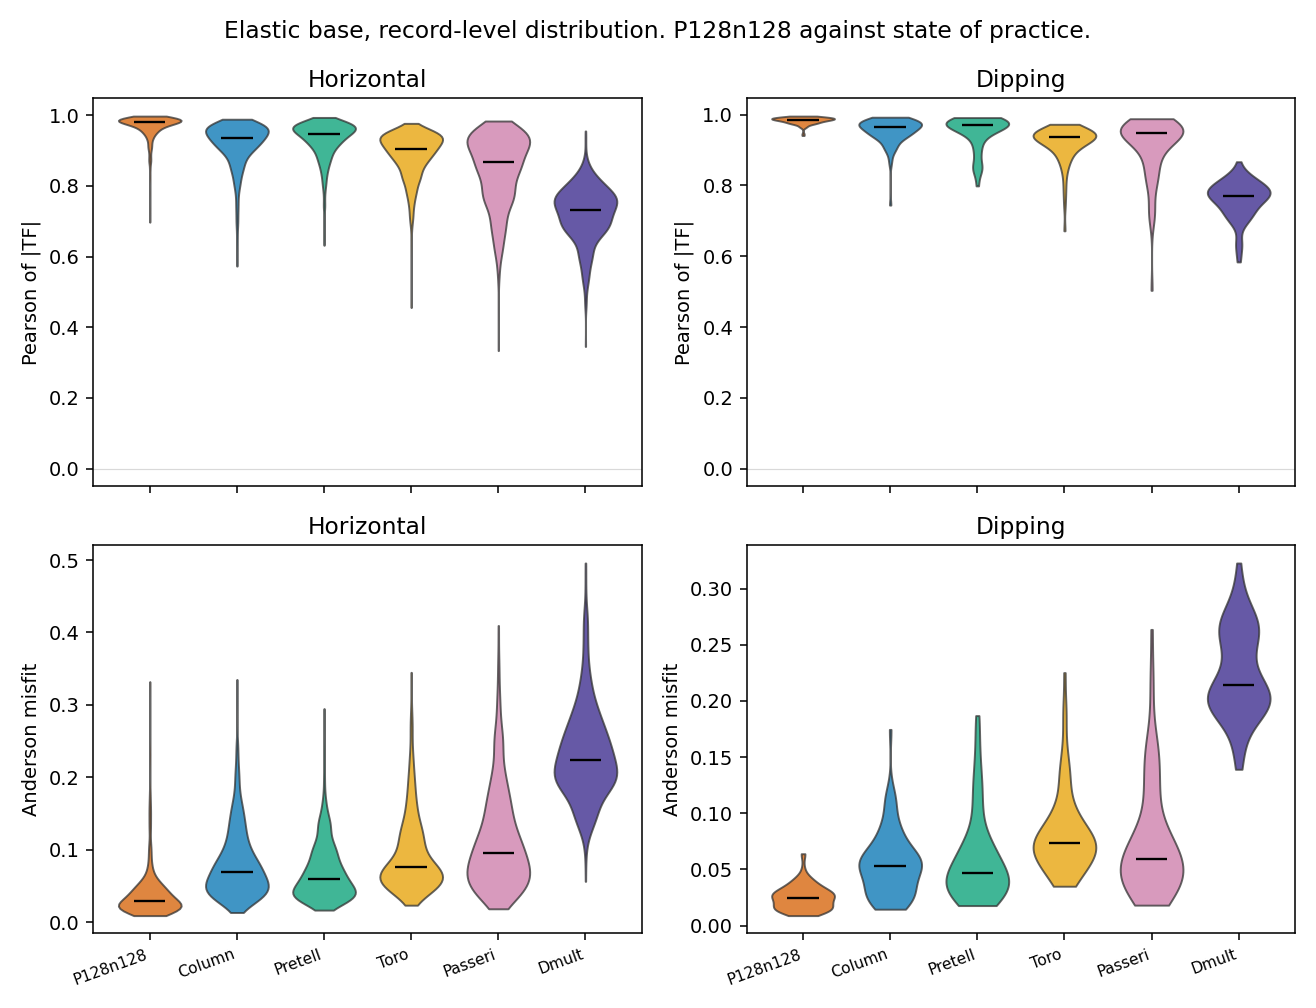 Elastic base, record-level distribution. P128n128 against state of practice.
Horizontal
Dipping
Pearson of |TF|
1.0
0.8
0.6
0.4
0.2
0.0
Pearson of |TF|
1.0
0.8
0.6
0.4
0.2
0.0
Horizontal
Dipping
Anderson misfit
0.5
0.4
0.3
0.2
0.1
0.0
Anderson misfit
0.30
0.25
0.20
0.15
0.10
0.05
0.00
P128n128
Column
Pretell
Toro
Passeri
Dmult
P128n128
Column
Pretell
Toro
Passeri
Dmult